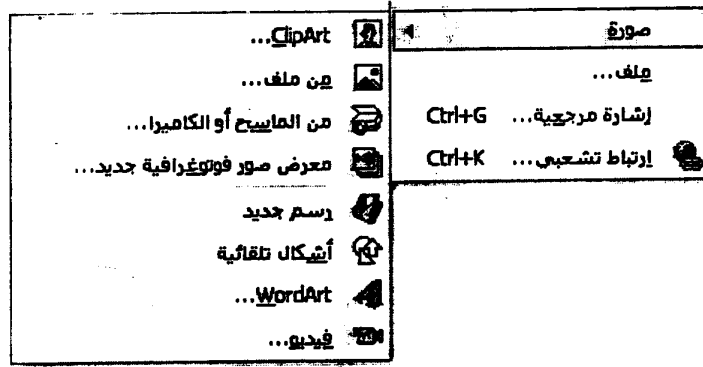 صورة
ملف...
إشارة مرجعية... Ctrl+G
إرتباط تشعبي... Ctrl+K
ClipArt...
من ملف...
من الماسح أو الكاميرا...
معرض صور فوتوغرافية جديد...
رسم جديد
أشكال تلقائية
WordArt...
فيديو...